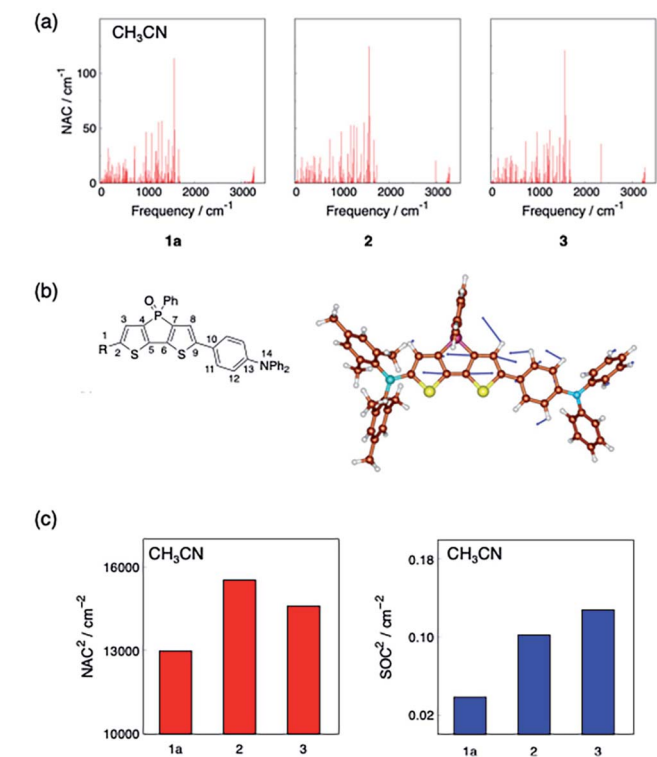 (a)
CH₃CN
NAC / cm⁻¹
100
50
0
0 1000 2000 3000
0 1000 2000 3000
0 1000 2000 3000
Frequency / cm⁻¹
Frequency / cm⁻¹
Frequency / cm⁻¹
1a
2
3
(b)
O Ph
P
3 4 7 8
1
R
2 S 5 6 S 9
10
11
12
13
14
NPh₂
(c)
CH₃CN
NAC² / cm⁻²
16000
13000
10000
1a 2 3
CH₃CN
SOC² / cm⁻²
0.18
0.10
0.02
1a 2 3